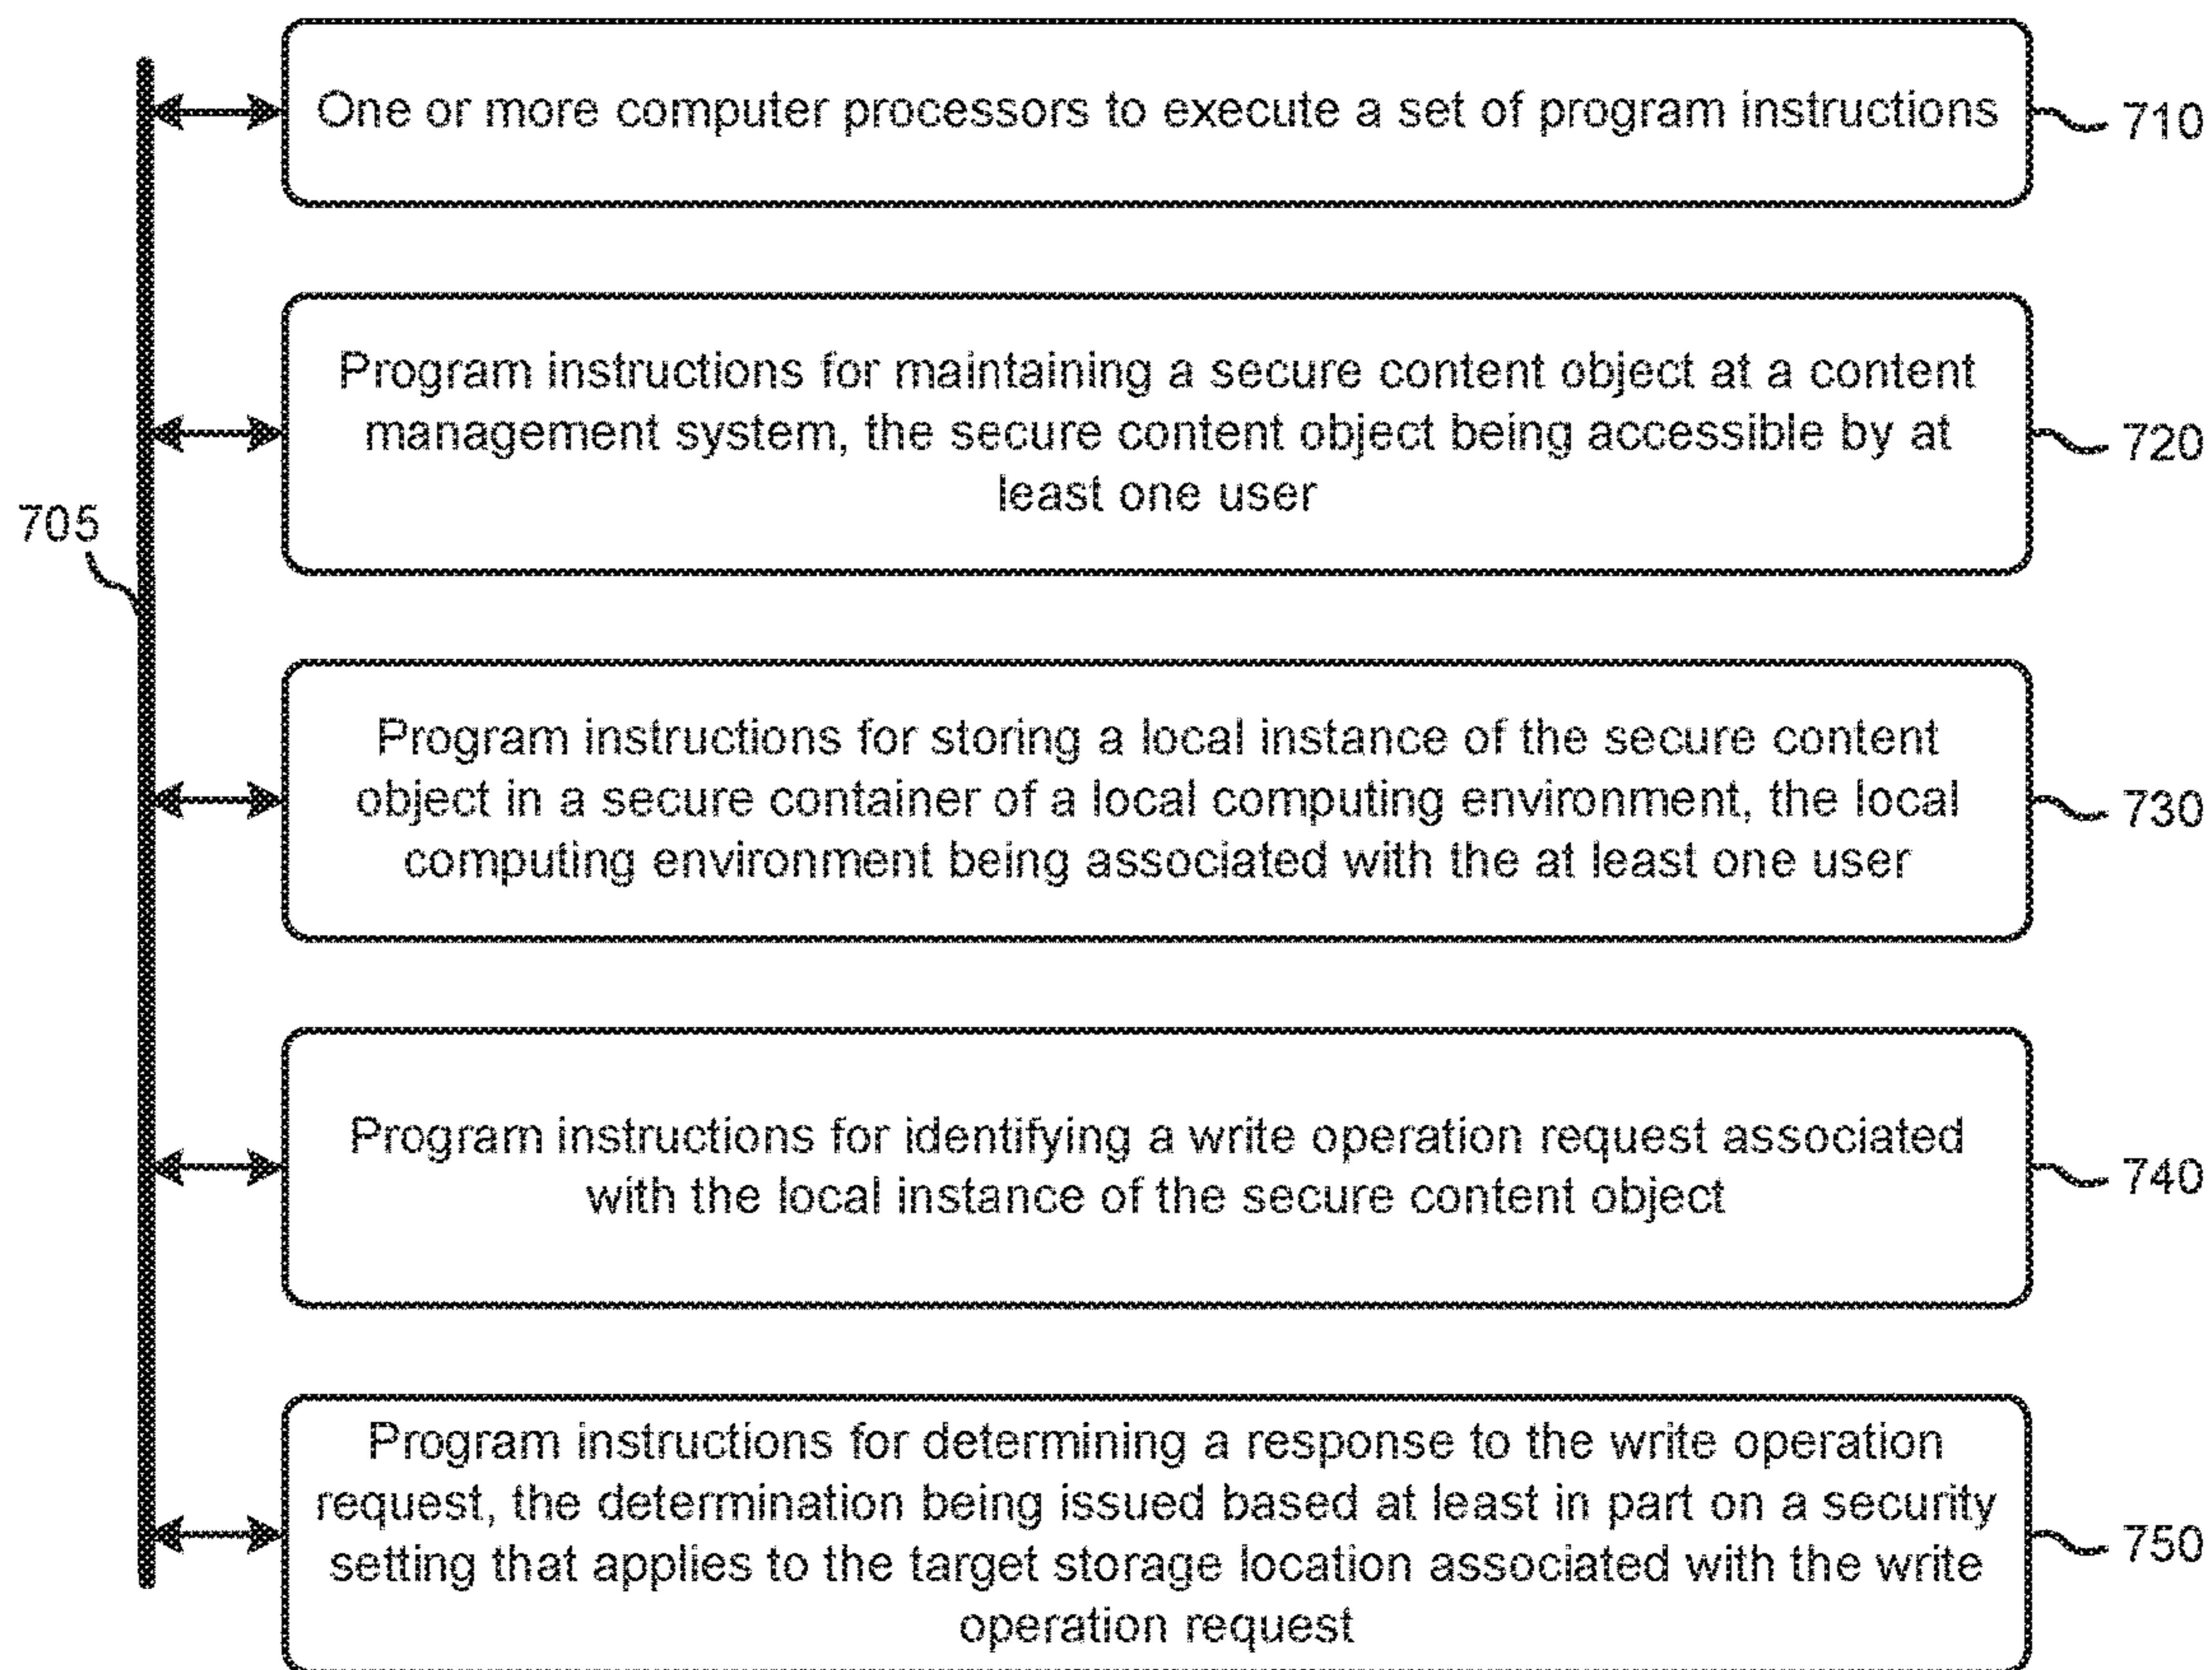 One or more computer processors to execute a set of program instructions
710
Program instructions for maintaining a secure content object at a content
management system, the secure content object being accessible by at
least one user
720
705
Program instructions for storing a local instance of the secure content
object in a secure container of a local computing environment, the local
computing environment being associated with the at least one user
730
Program instructions for identifying a write operation request associated
with the local instance of the secure content object
740
Program instructions for determining a response to the write operation
request, the determination being issued based at least in part on a security
setting that applies to the target storage location associated with the write
operation request
750